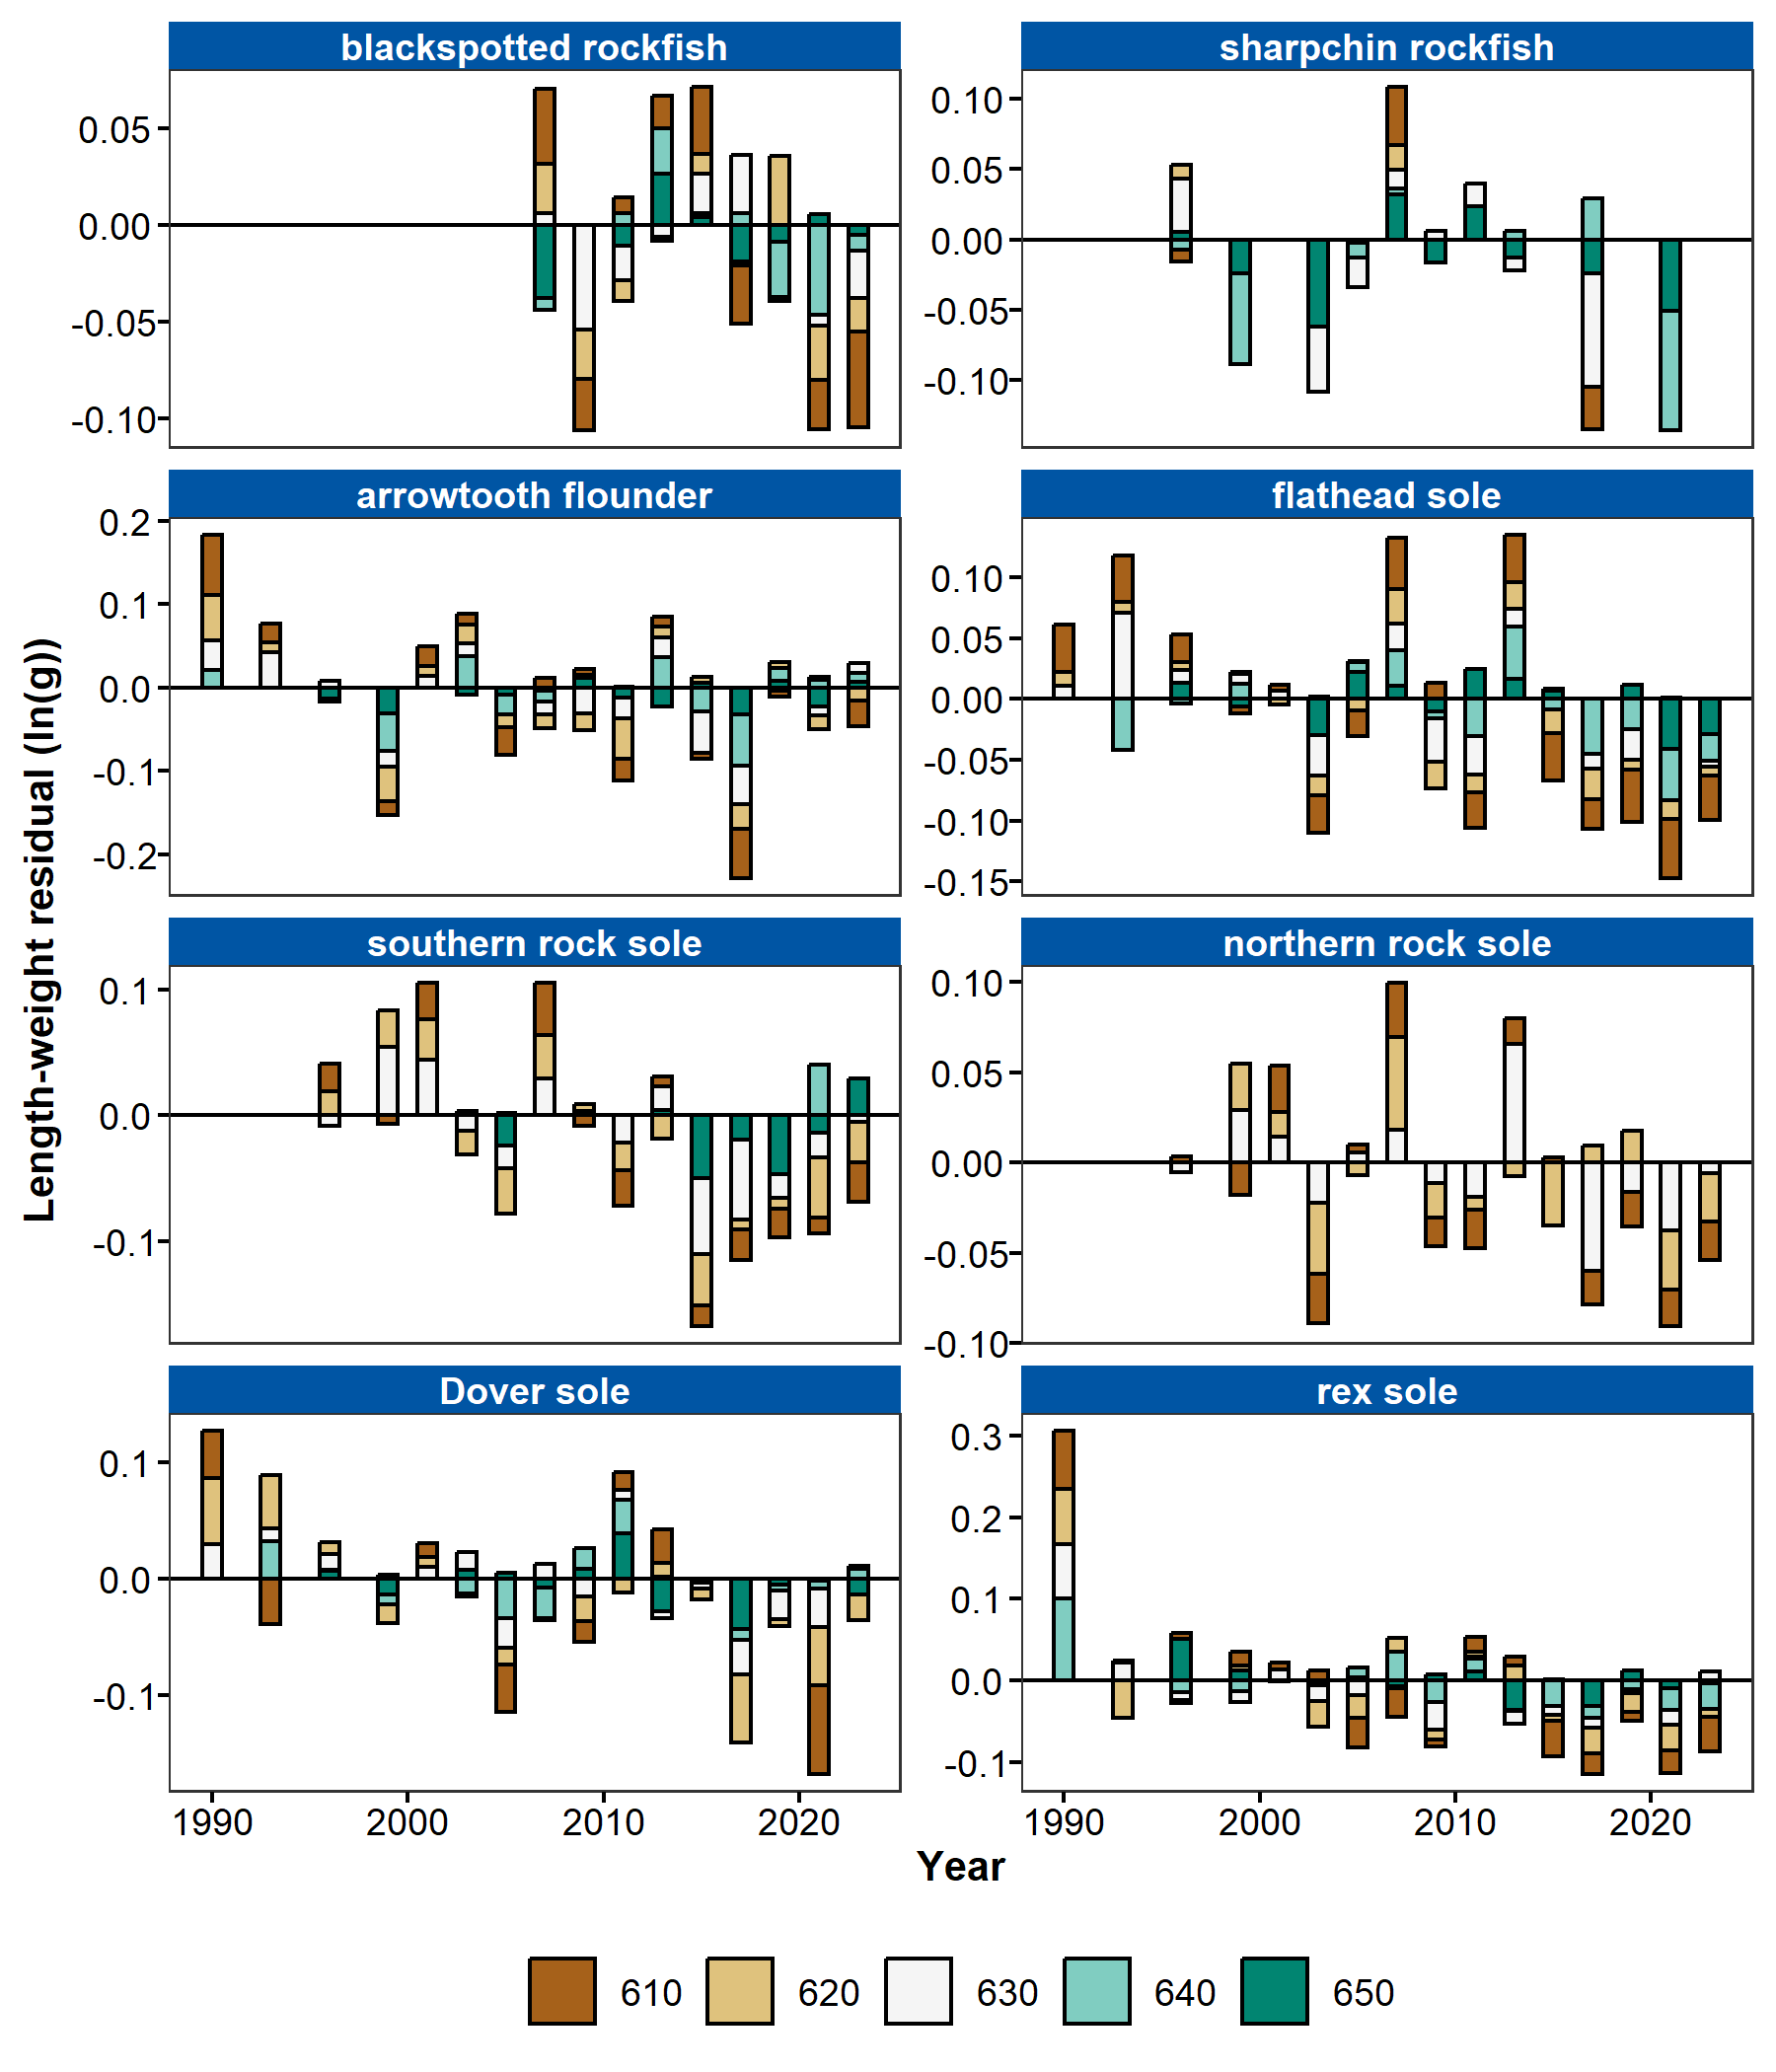 blackspotted rockfish
sharpchin rockfish
0.05
0.00
-0.05
-0.10
0.10
0.05
0.00
-0.05
-0.10
arrowtooth flounder
flathead sole
0.2
0.1
0.0
-0.1
-0.2
0.10
0.05
0.00
-0.05
-0.10
-0.15
Length-weight residual (ln(g))
southern rock sole
northern rock sole
0.1
0.0
-0.1
0.10
0.05
0.00
-0.05
-0.10
Dover sole
rex sole
0.1
0.0
-0.1
0.3
0.2
0.1
0.0
-0.1
1990 2000 2010 2020
1990 2000 2010 2020
Year
610 620 630 640 650